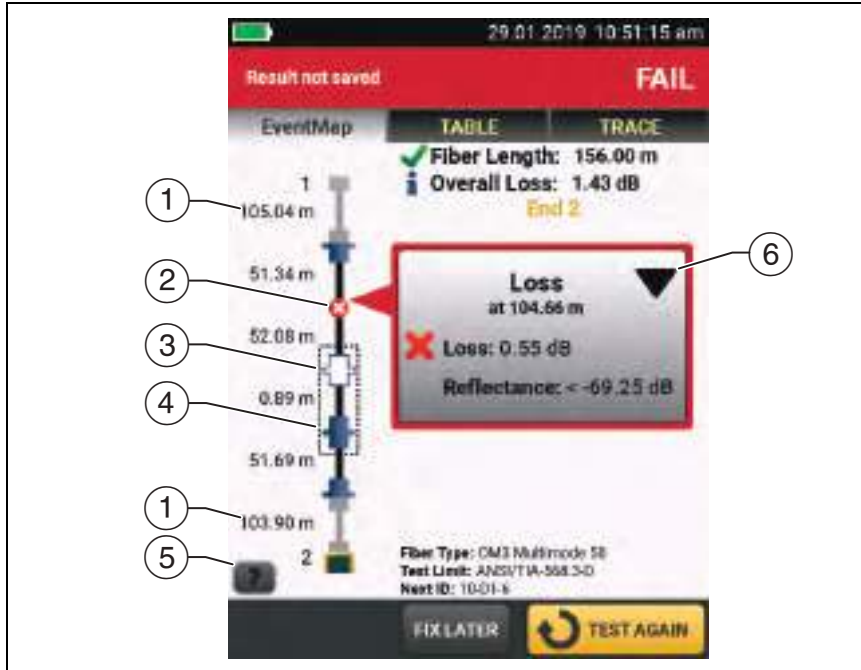 29.01.2019 10:51:15 am
Result not saved FAIL
EventMap TABLE TRACE
Fiber Length: 156.00 m
i Overall Loss: 1.43 dB
End 2
1
1
105.04 m
51.34 m
2
52.08 m
3
0.89 m
4
51.69 m
1
103.90 m
5
2
?
6
Loss
at 104.66 m
Loss: 0.55 dB
Reflectance: < -69.25 dB
Fiber Type: OM3 Multimode 50
Test Limit: ANSI/TIA-568.3-D
Next ID: 10-D1-6
FIX LATER TEST AGAIN